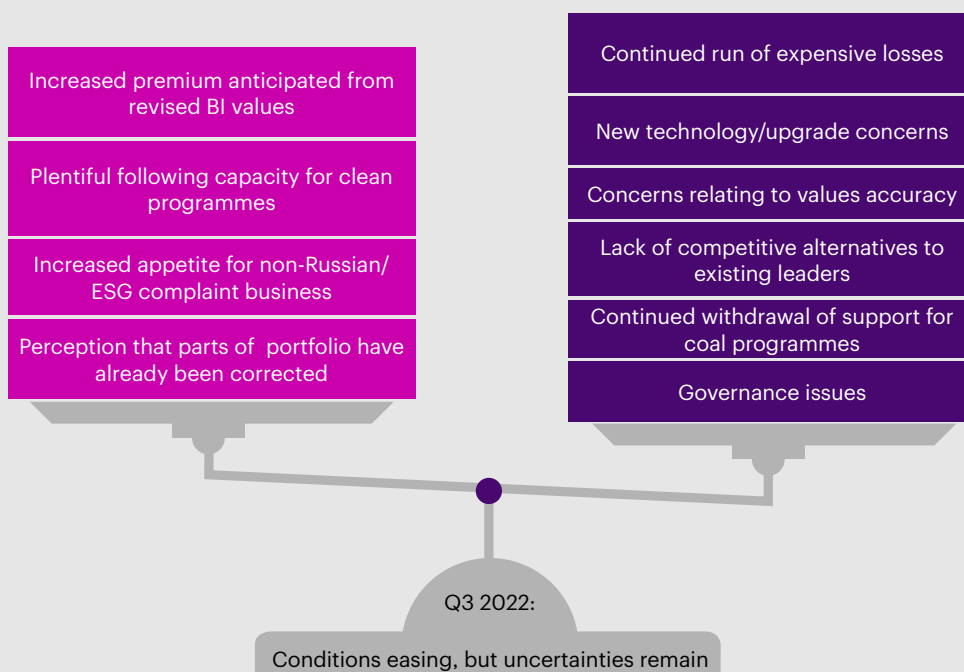 Increased premium anticipated from
revised BI values
Plentiful following capacity for clean
programmes
Increased appetite for non-Russian/
ESG complaint business
Perception that parts of portfolio have
already been corrected
Continued run of expensive losses
New technology/upgrade concerns
Concerns relating to values accuracy
Lack of competitive alternatives to
existing leaders
Continued withdrawal of support for
coal programmes
Governance issues
Q3 2022:
Conditions easing, but uncertainties remain